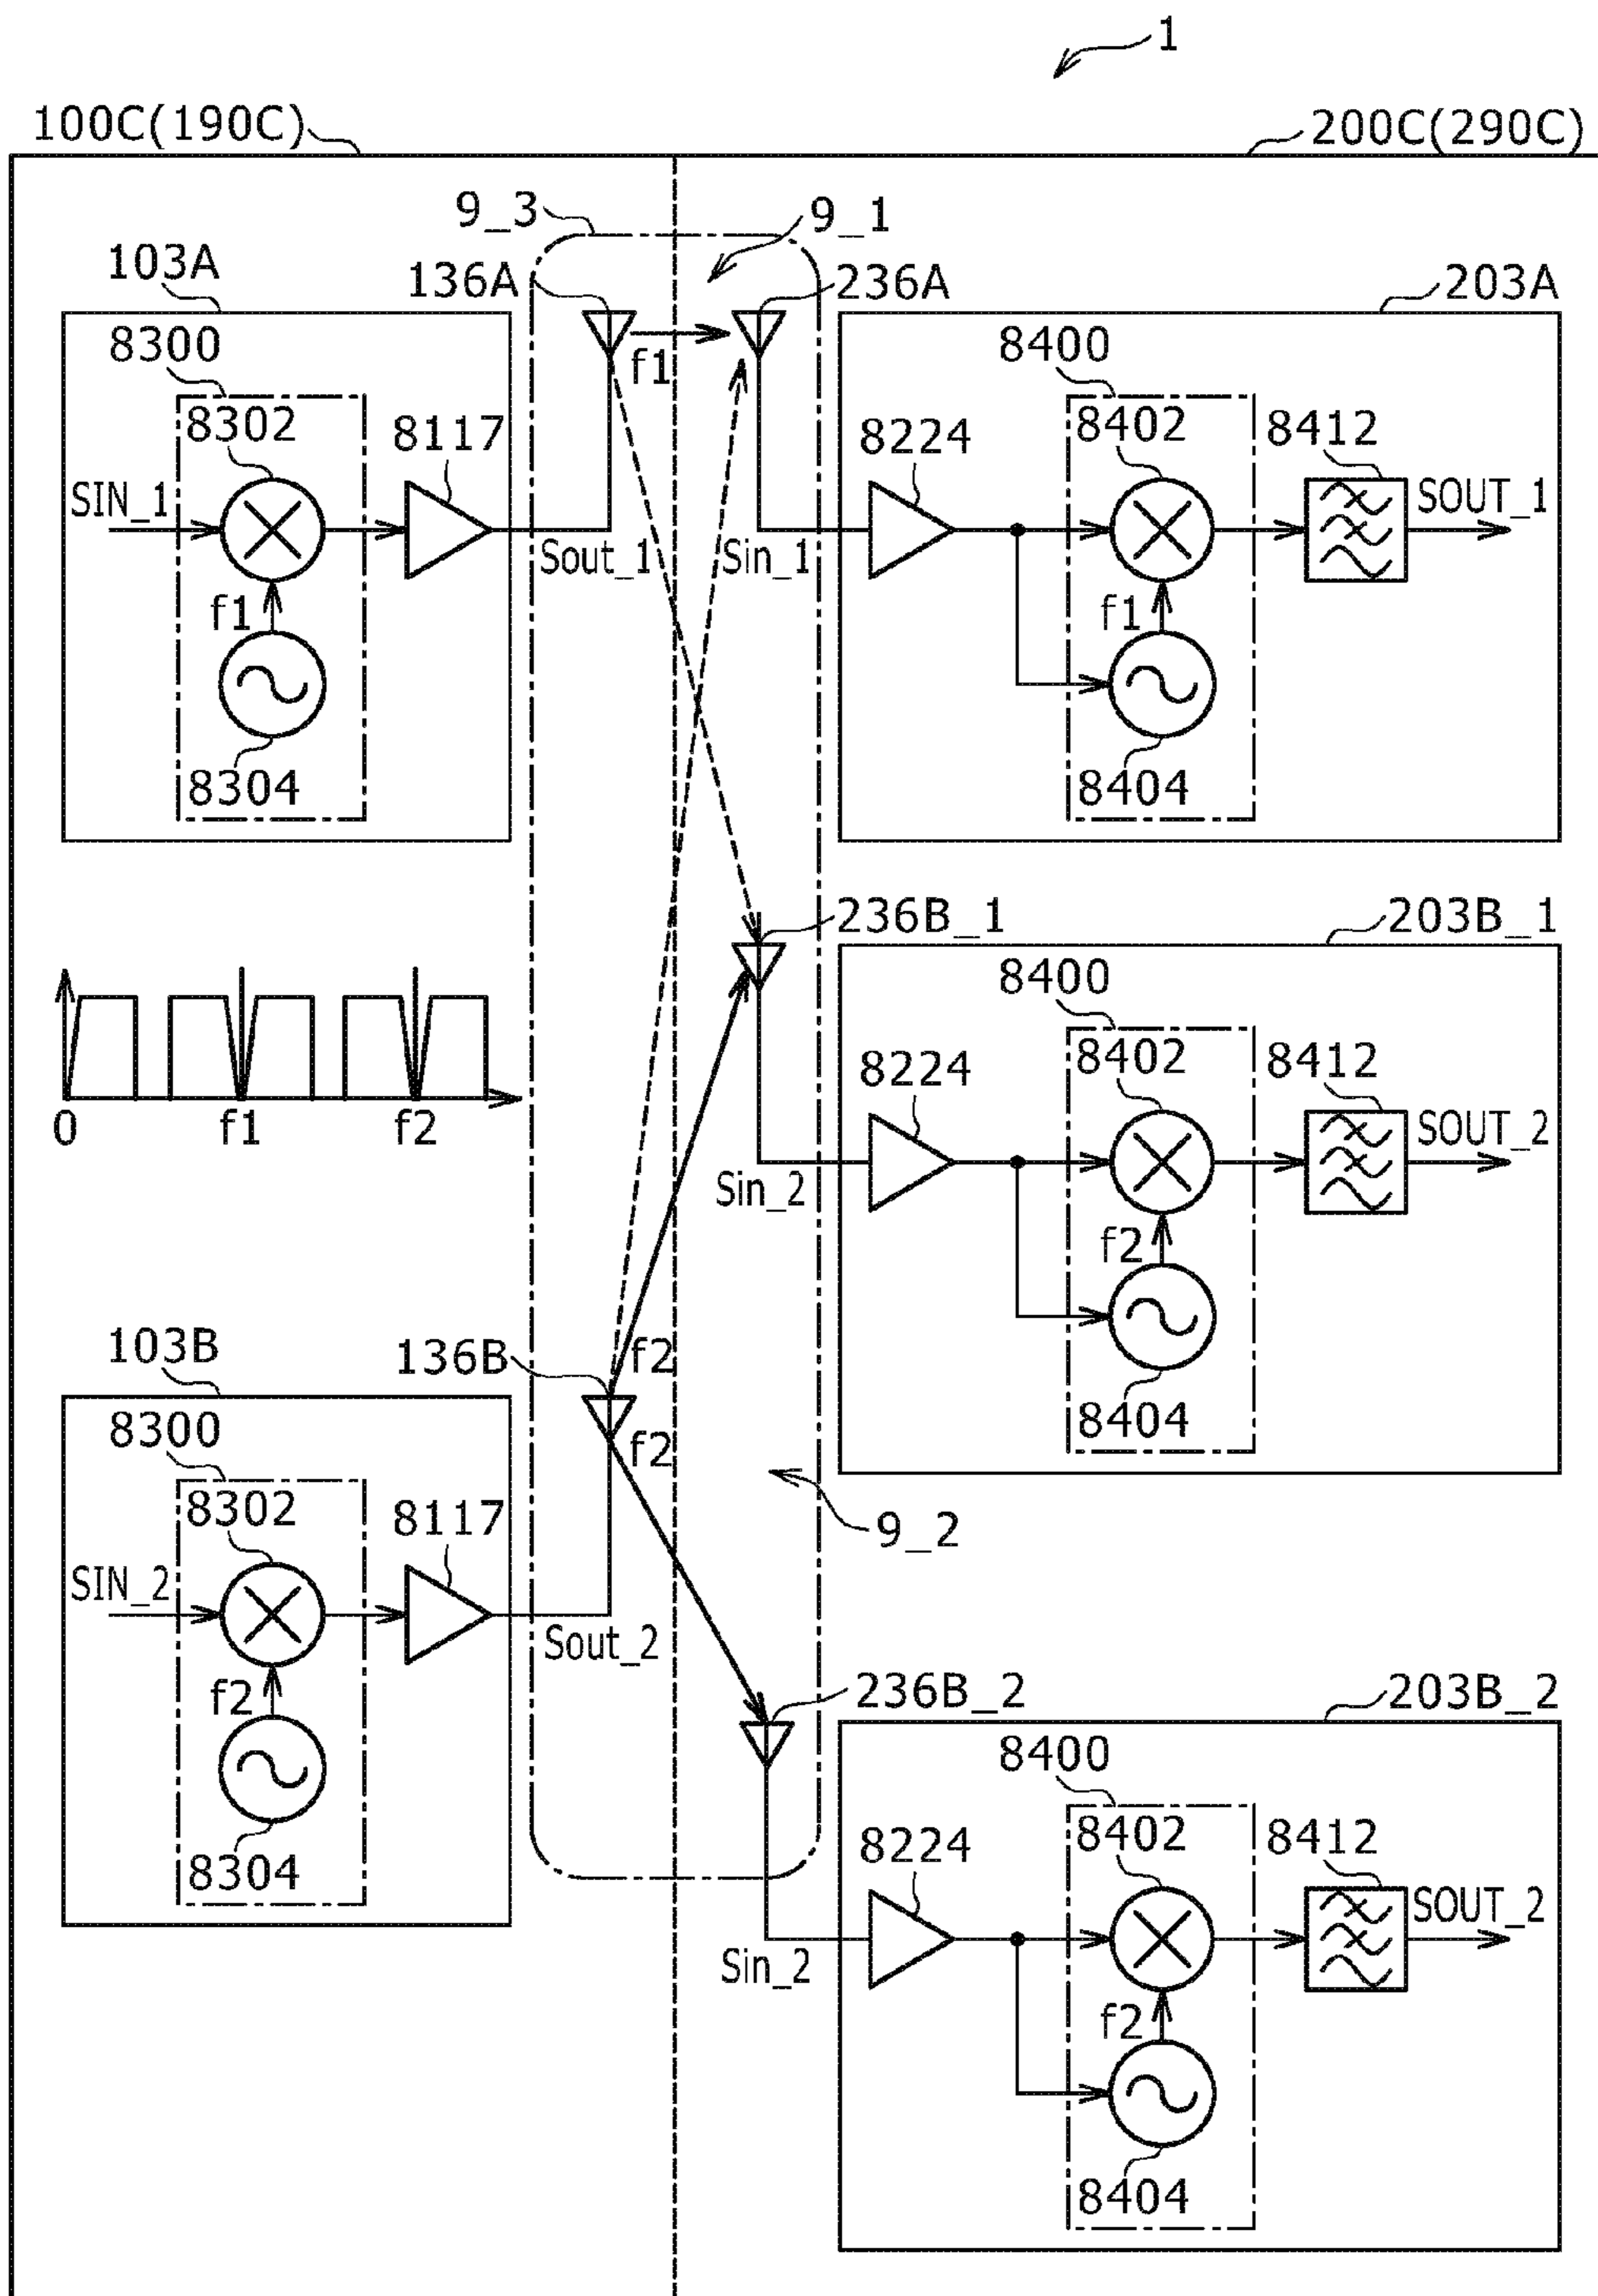 1
100C(190C)
200C(290C)
9_3
9_1
103A
136A
236A
203A
8300
f1
8400
8302
8117
8224
8402
8412
SIN_1
SOUT_1
Sout_1
Sin_1
f1
f1
8304
8404
236B_1
203B_1
8400
8402
8412
8224
SOUT_2
0
f1
f2
Sin_2
f2
103B
136B
f2
8404
8300
f2
8302
8117
9_2
SIN_2
Sout_2
f2
236B_2
203B_2
8400
8304
8402
8412
8224
SOUT_2
Sin_2
f2
8404